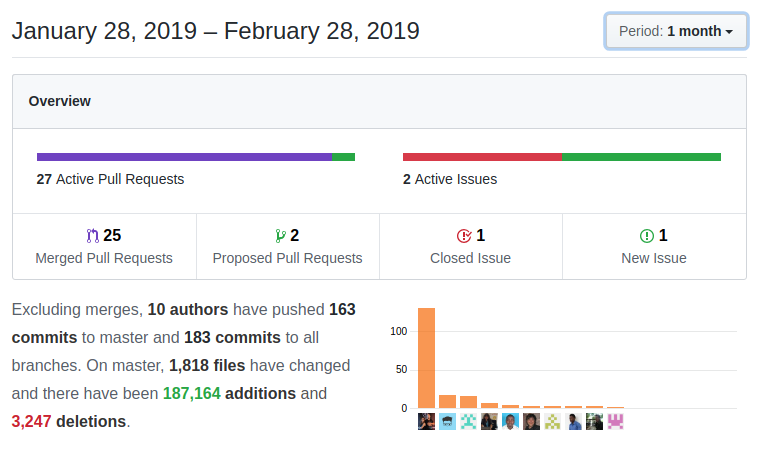 January 28, 2019 – February 28, 2019
Period: 1 month
Overview
27 Active Pull Requests
2 Active Issues
25
Merged Pull Requests
2
Proposed Pull Requests
1
Closed Issue
1
New Issue
Excluding merges, 10 authors have pushed 163
commits to master and 183 commits to all
branches. On master, 1,818 files have changed
and there have been 187,164 additions and
3,247 deletions.
100
50
0